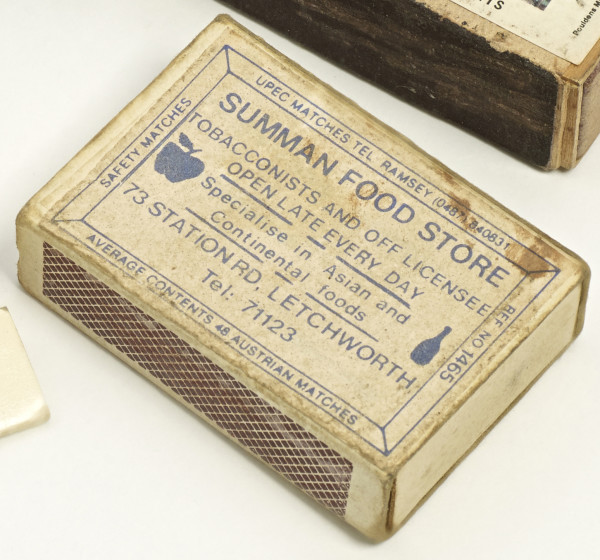 UPEC MATCHES TEL. RAMSEY (0487) 840831
SUMMAN FOOD STORE
TOBACCONISTS AND OFF LICENSEE
OPEN LATE EVERY DAY
Specialise in Asian and
Continental foods
73 STATION RD, LETCHWORTH
Tel: 71123
SAFETY MATCHES
REF NO 1465
AVERAGE CONTENTS 48 AUSTRIAN MATCHES